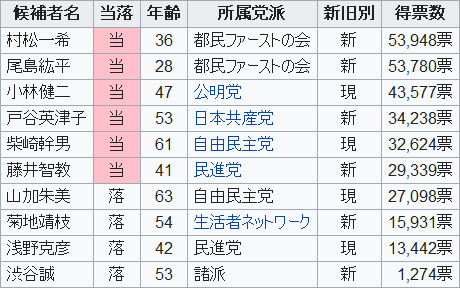 候補者名 当落 年齢 所属党派 新旧別 得票数
村松一希 当 36 都民ファーストの会 新 53,948票
尾島紘平 当 28 都民ファーストの会 新 53,780票
小林健二 当 47 公明党 現 43,577票
戸谷英津子 当 53 日本共産党 新 34,238票
柴崎幹男 当 61 自由民主党 現 32,624票
藤井智教 当 41 民進党 新 29,339票
山加朱美 落 63 自由民主党 現 27,098票
菊地靖枝 落 54 生活者ネットワーク 新 15,931票
浅野克彦 落 42 民進党 現 13,442票
渋谷誠 落 53 諸派 新 1,274票